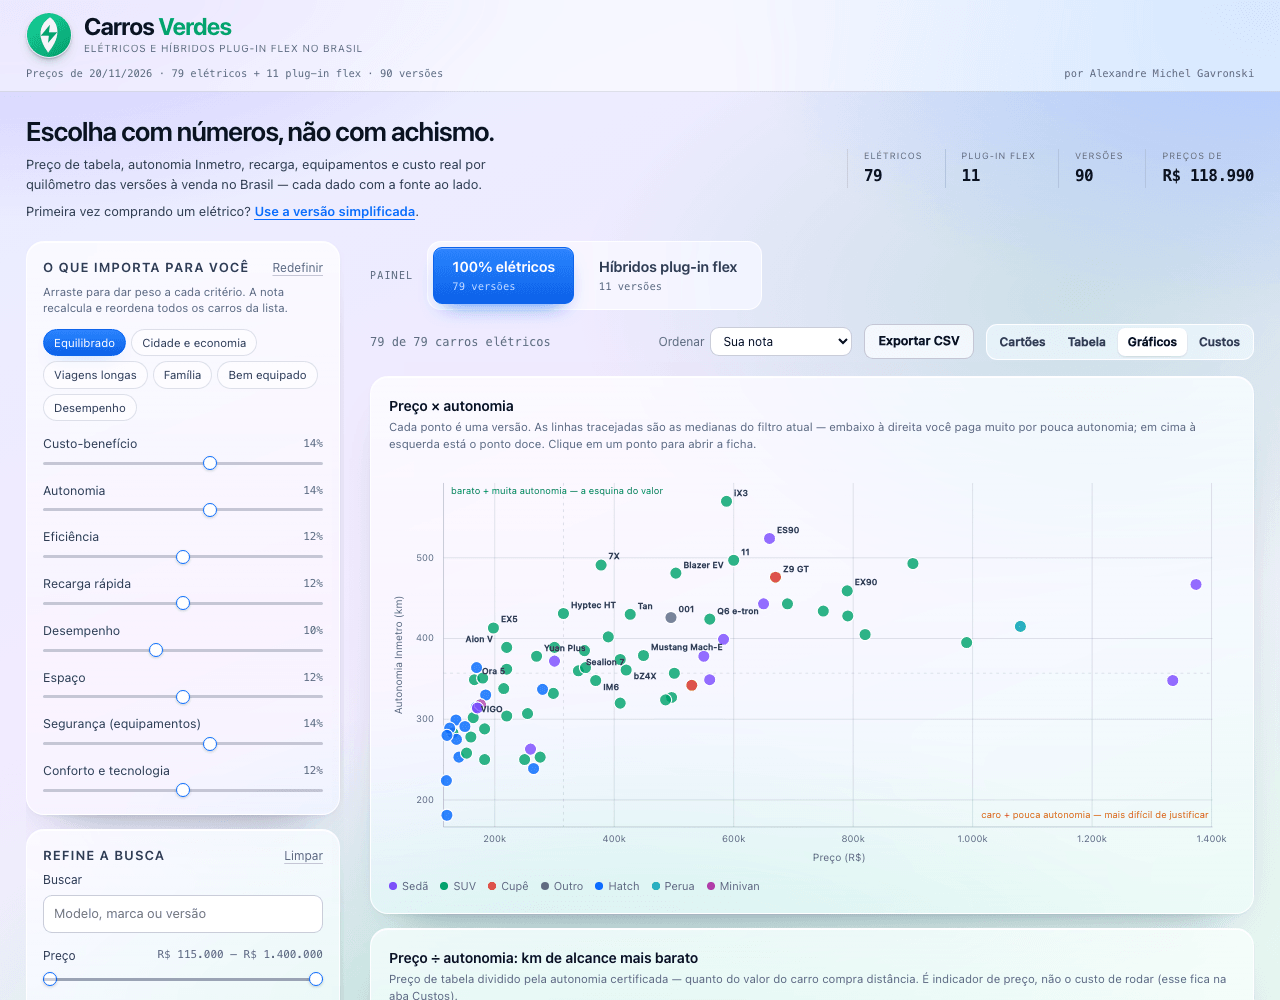 Carros Verdes
ELÉTRICOS E HÍBRIDOS PLUG-IN FLEX NO BRASIL
Preços de 20/11/2026 · 79 elétricos + 11 plug-in flex · 90 versões
por Alexandre Michel Gavronski
Escolha com números, não com achismo.
Preço de tabela, autonomia Inmetro, recarga, equipamentos e custo real por
quilômetro das versões à venda no Brasil — cada dado com a fonte ao lado.
Primeira vez comprando um elétrico? Use a versão simplificada.
ELÉTRICOS
79
PLUG-IN FLEX
11
VERSÕES
90
PREÇOS DE
R$ 118.990
O QUE IMPORTA PARA VOCÊ
Redefinir
Arraste para dar peso a cada critério. A nota
recalcula e reordena todos os carros da lista.
Equilibrado
Cidade e economia
Viagens longas
Família
Bem equipado
Desempenho
Custo-benefício 14%
Autonomia 14%
Eficiência 12%
Recarga rápida 12%
Desempenho 10%
Espaço 12%
Segurança (equipamentos) 14%
Conforto e tecnologia 12%
REFINE A BUSCA
Limpar
Buscar
Modelo, marca ou versão
Preço R$ 115.000 — R$ 1.400.000
PAINEL
100% elétricos
79 versões
Híbridos plug-in flex
11 versões
79 de 79 carros elétricos
Ordenar
Sua nota
Exportar CSV
Cartões
Tabela
Gráficos
Custos
Preço × autonomia
Cada ponto é uma versão. As linhas tracejadas são as medianas do filtro atual — embaixo à direita você paga muito por pouca autonomia; em cima à
esquerda está o ponto doce. Clique em um ponto para abrir a ficha.
barato + muita autonomia — a esquina do valor
IX3
ES90
7X
11
Blazer EV
Z9 GT
EX90
Hyptec HT
Tan
001
Q6 e-tron
EX5
Aion V
Yuan Plus
Mustang Mach-E
Sealion 7
Ora 5
bZ4X
IM6
VIGO
caro + pouca autonomia — mais difícil de justificar
500
400
300
200
Autonomia Inmetro (km)
200k
400k
600k
800k
1.000k
1.200k
1.400k
Preço (R$)
Sedã
SUV
Cupê
Outro
Hatch
Perua
Minivan
Preço ÷ autonomia: km de alcance mais barato
Preço de tabela dividido pela autonomia certificada — quanto do valor do carro compra distância. É indicador de preço, não o custo de rodar (esse fica na
aba Custos).